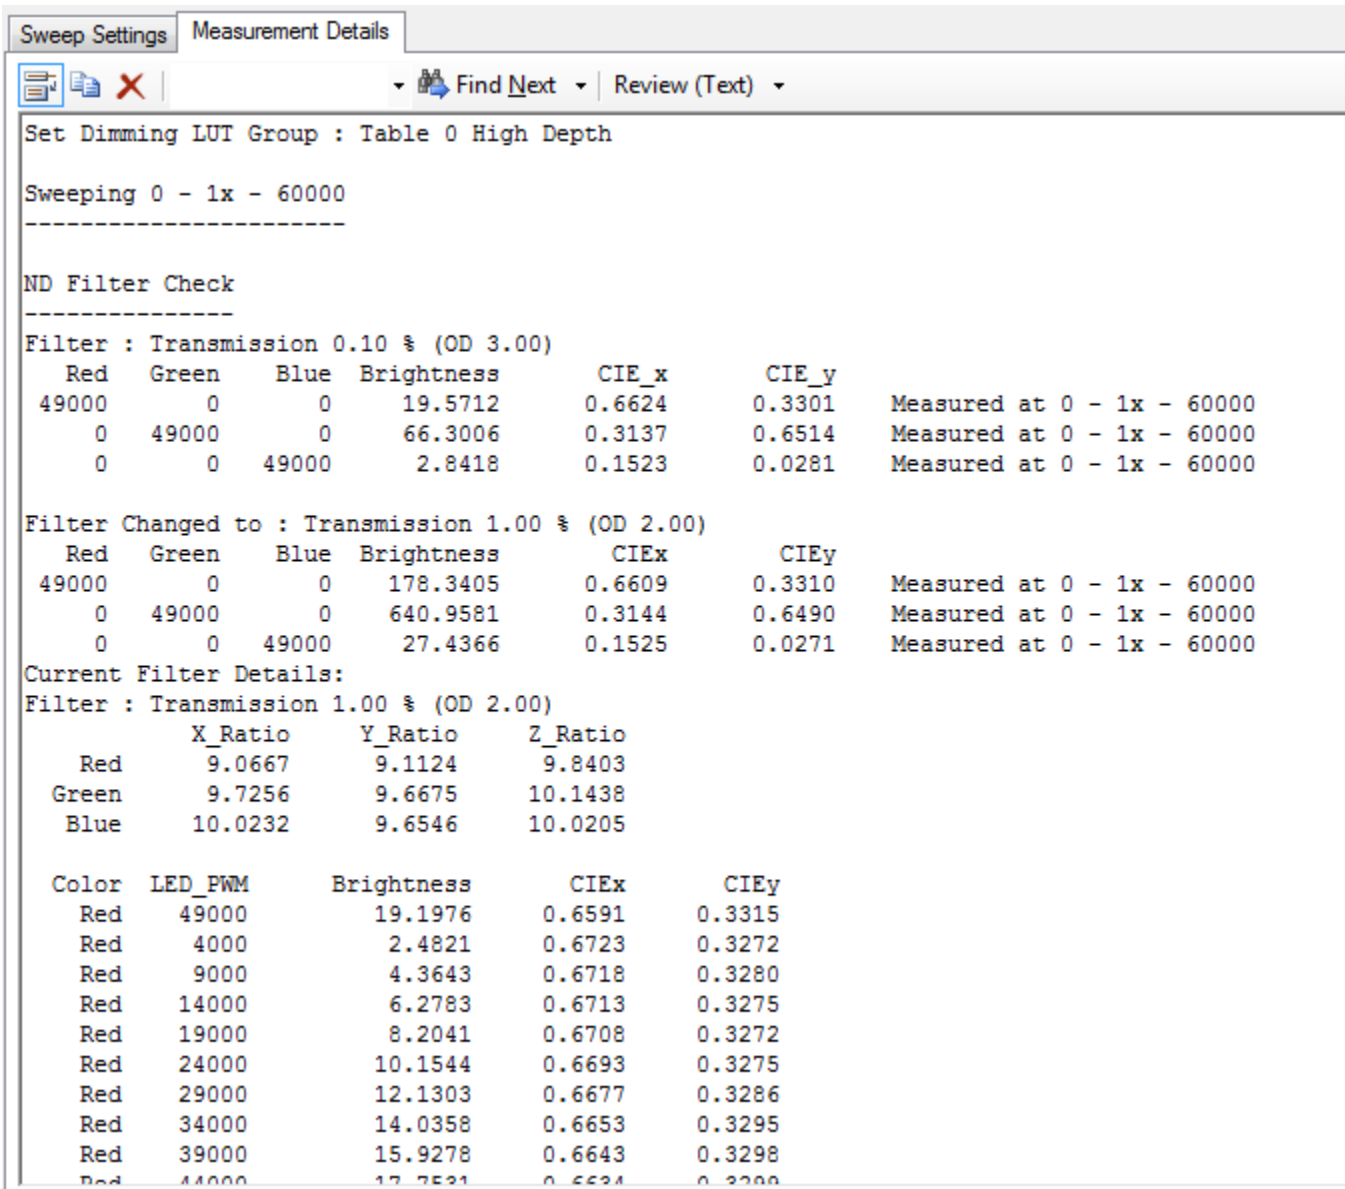 Sweep Settings Measurement Details
Find Next Review (Text)
Set Dimming LUT Group : Table 0 High Depth
Sweeping 0 - 1x - 60000
-----------------------
ND Filter Check
---------------
Filter : Transmission 0.10 % (OD 3.00)
Red Green Blue Brightness CIE_x CIE_y
49000 0 0 19.5712 0.6624 0.3301 Measured at 0 - 1x - 60000
0 49000 0 66.3006 0.3137 0.6514 Measured at 0 - 1x - 60000
0 0 49000 2.8418 0.1523 0.0281 Measured at 0 - 1x - 60000
Filter Changed to : Transmission 1.00 % (OD 2.00)
Red Green Blue Brightness CIEx CIEy
49000 0 0 178.3405 0.6609 0.3310 Measured at 0 - 1x - 60000
0 49000 0 640.9581 0.3144 0.6490 Measured at 0 - 1x - 60000
0 0 49000 27.4366 0.1525 0.0271 Measured at 0 - 1x - 60000
Current Filter Details:
Filter : Transmission 1.00 % (OD 2.00)
X_Ratio Y_Ratio Z_Ratio
Red 9.0667 9.1124 9.8403
Green 9.7256 9.6675 10.1438
Blue 10.0232 9.6546 10.0205
Color LED_PWM Brightness CIEx CIEy
Red 49000 19.1976 0.6591 0.3315
Red 4000 2.4821 0.6723 0.3272
Red 9000 4.3643 0.6718 0.3280
Red 14000 6.2783 0.6713 0.3275
Red 19000 8.2041 0.6708 0.3272
Red 24000 10.1544 0.6693 0.3275
Red 29000 12.1303 0.6677 0.3286
Red 34000 14.0358 0.6653 0.3295
Red 39000 15.9278 0.6643 0.3298
Red 44000 17.7531 0.6634 0.3299